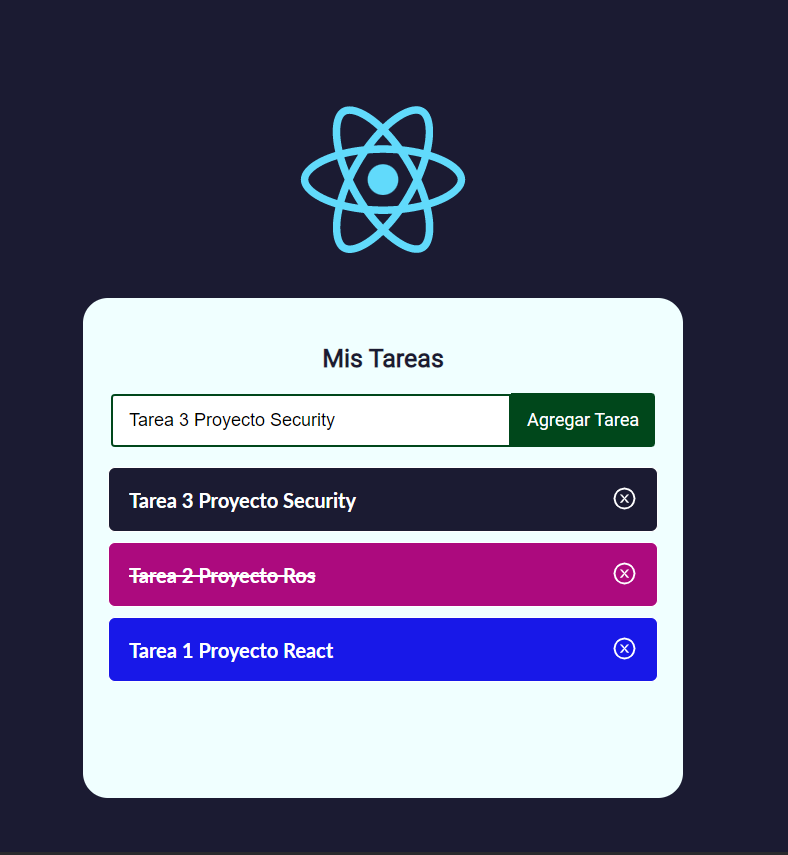 Mis Tareas
Tarea 3 Proyecto Security
Agregar Tarea
Tarea 3 Proyecto Security
Tarea 2 Proyecto Ros
Tarea 1 Proyecto React